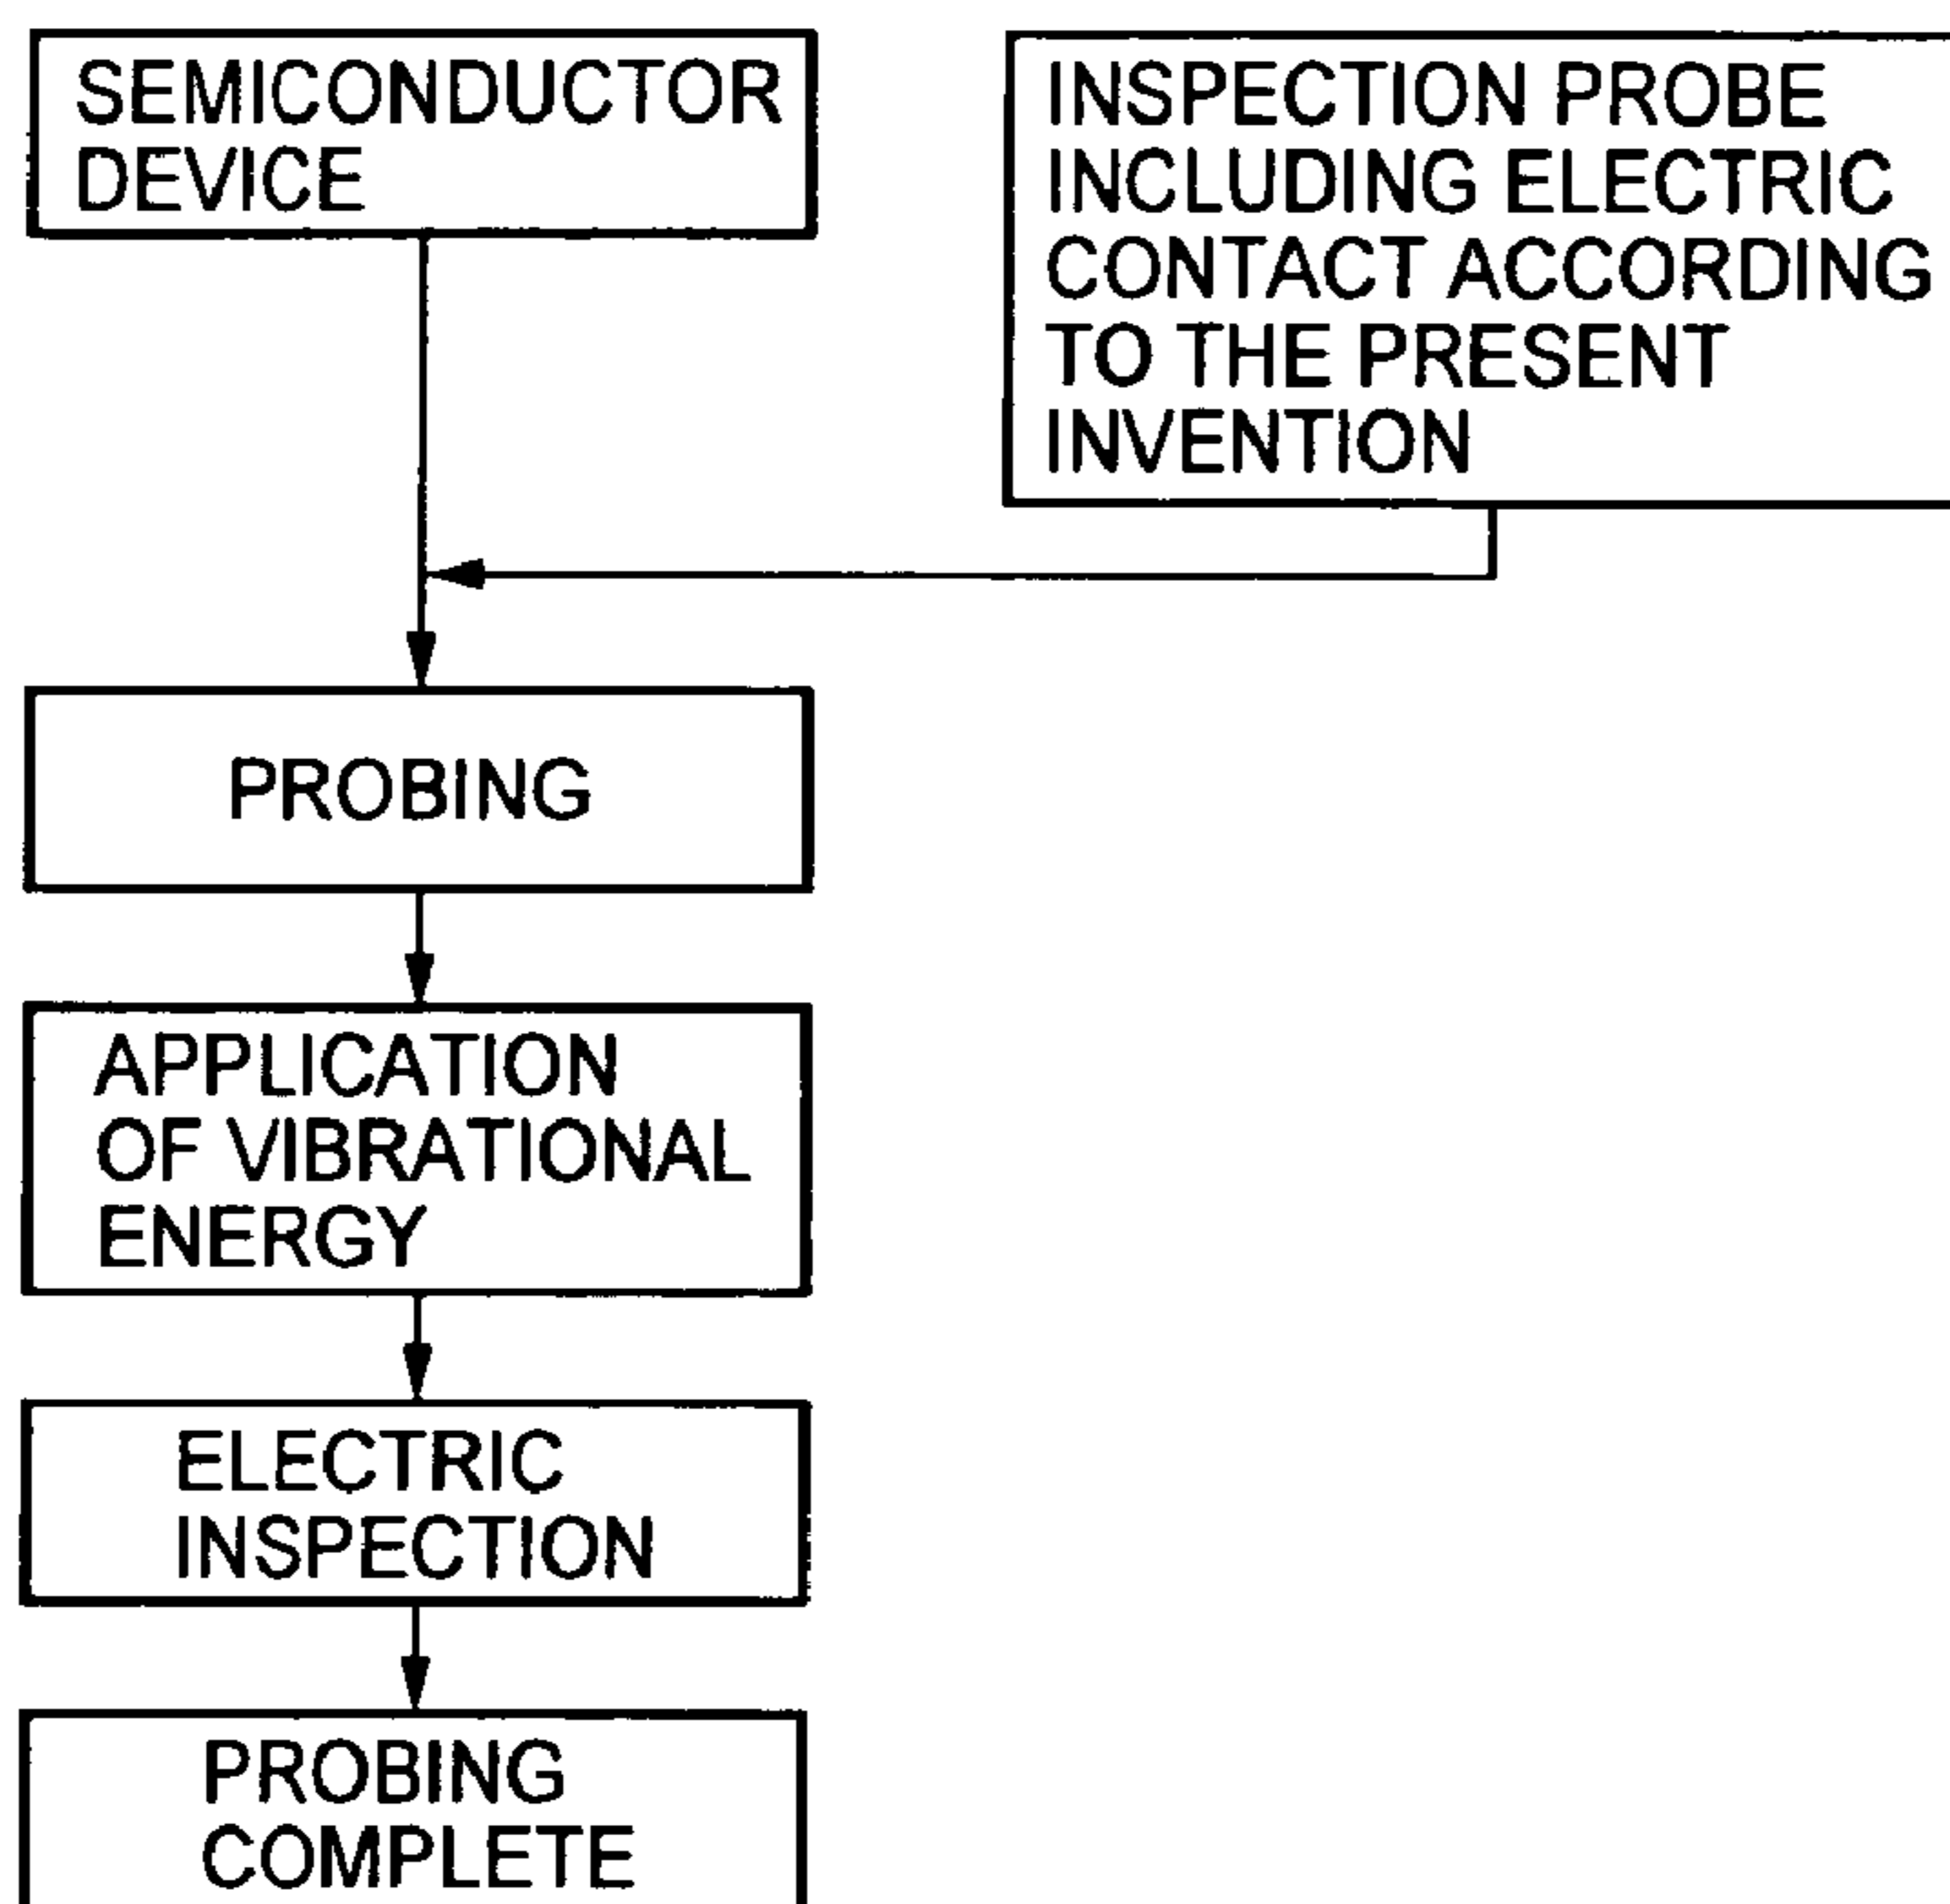 SEMICONDUCTOR
DEVICE
INSPECTION PROBE
INCLUDING ELECTRIC
CONTACT ACCORDING
TO THE PRESENT
INVENTION
PROBING
APPLICATION
OF VIBRATIONAL
ENERGY
ELECTRIC
INSPECTION
PROBING
COMPLETE